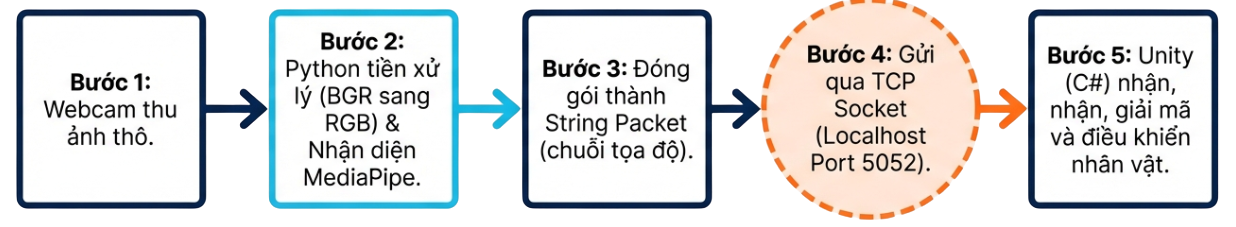 Bước 1:
Webcam thu
ảnh thô.
Bước 2:
Python tiền xử
lý (BGR sang
RGB) &
Nhận diện
MediaPipe.
Bước 3: Đóng
gói thành
String Packet
(chuỗi tọa độ).
Bước 4: Gửi
qua TCP
Socket
(Localhost
Port 5052).
Bước 5: Unity
(C#) nhận,
nhận, giải mã
và điều khiển
nhân vật.